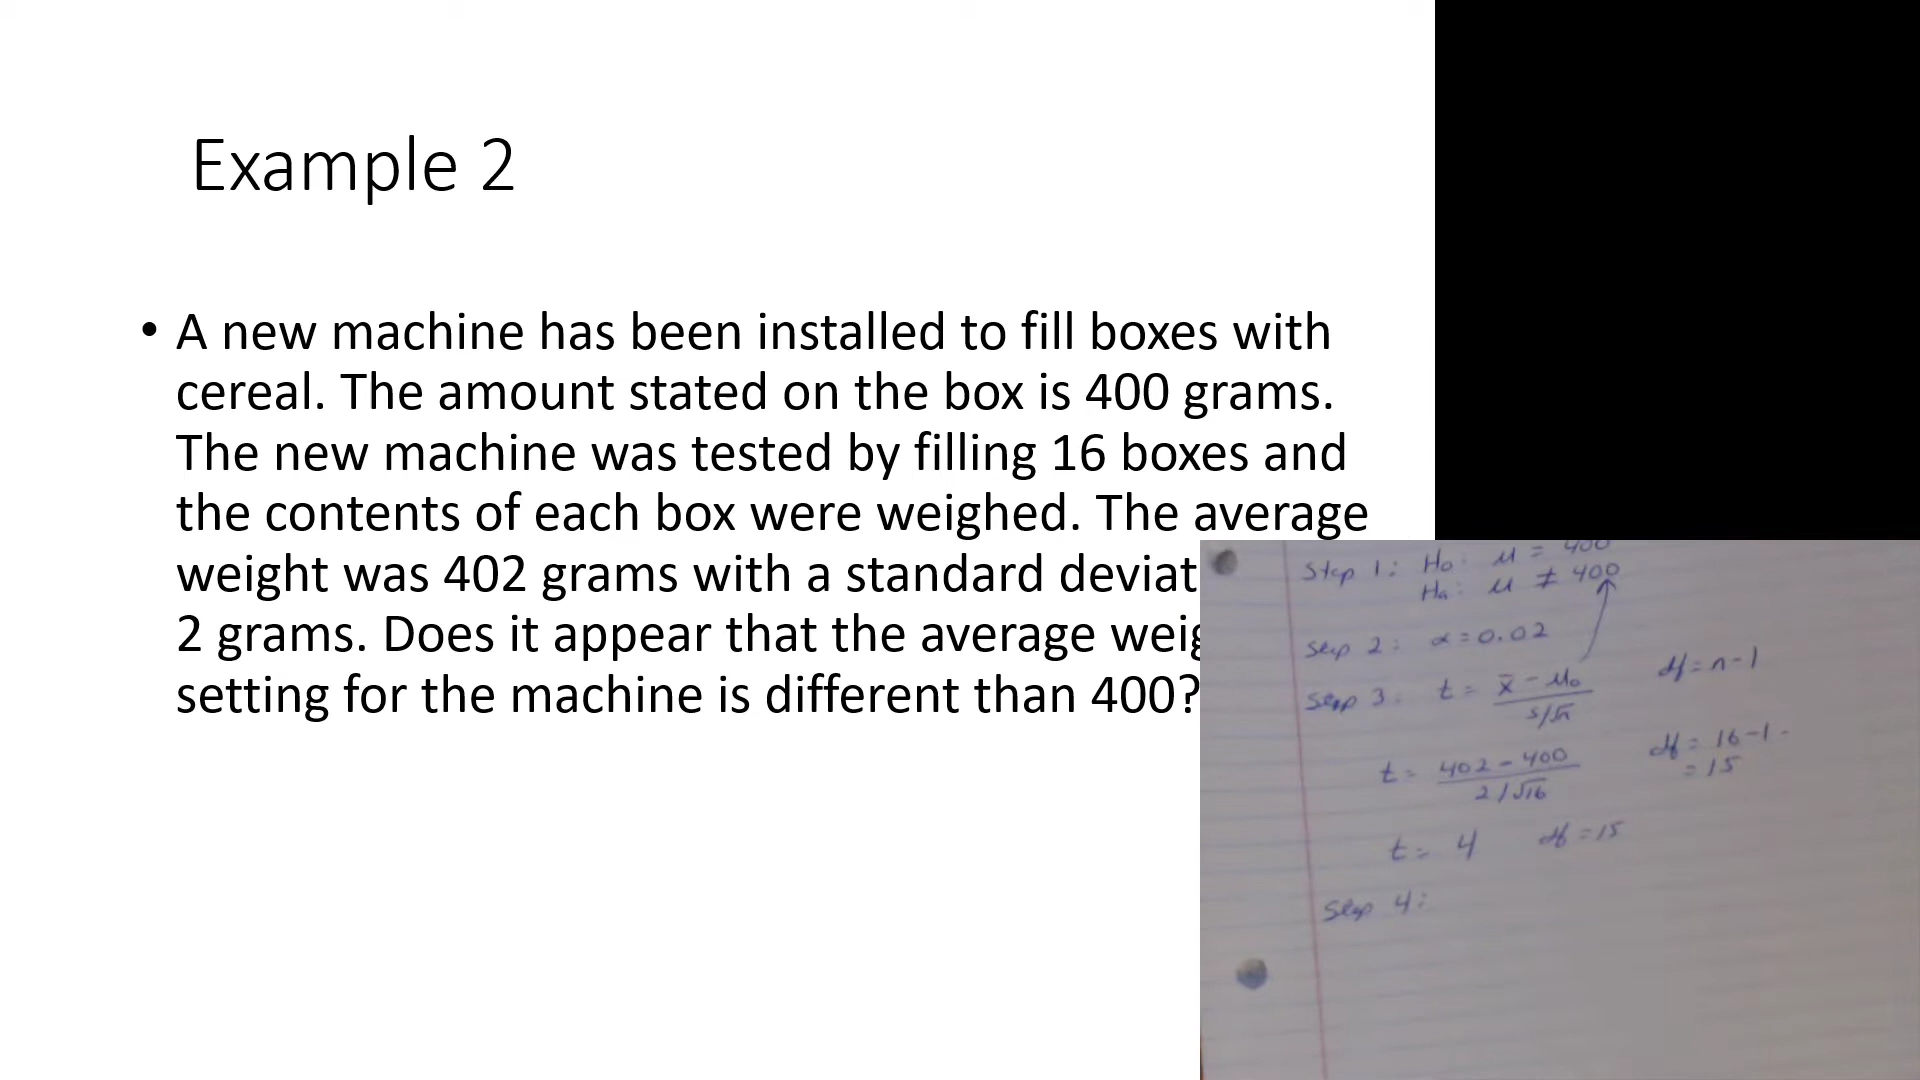 Example 2
• A new machine has been installed to fill boxes with
cereal. The amount stated on the box is 400 grams.
The new machine was tested by filling 16 boxes and
the contents of each box were weighed. The average
weight was 402 grams with a standard deviat
2 grams. Does it appear that the average weig
setting for the machine is different than 400?
Step 1: H₀: μ = 400
Hₐ: μ ≠ 400
Step 2: α = 0.02
Step 3: t = x̄ - μ₀ / s/√n df = n-1
t = 402 - 400 / 2/√16 df = 16-1
= 15
t = 4 df = 15
Step 4: